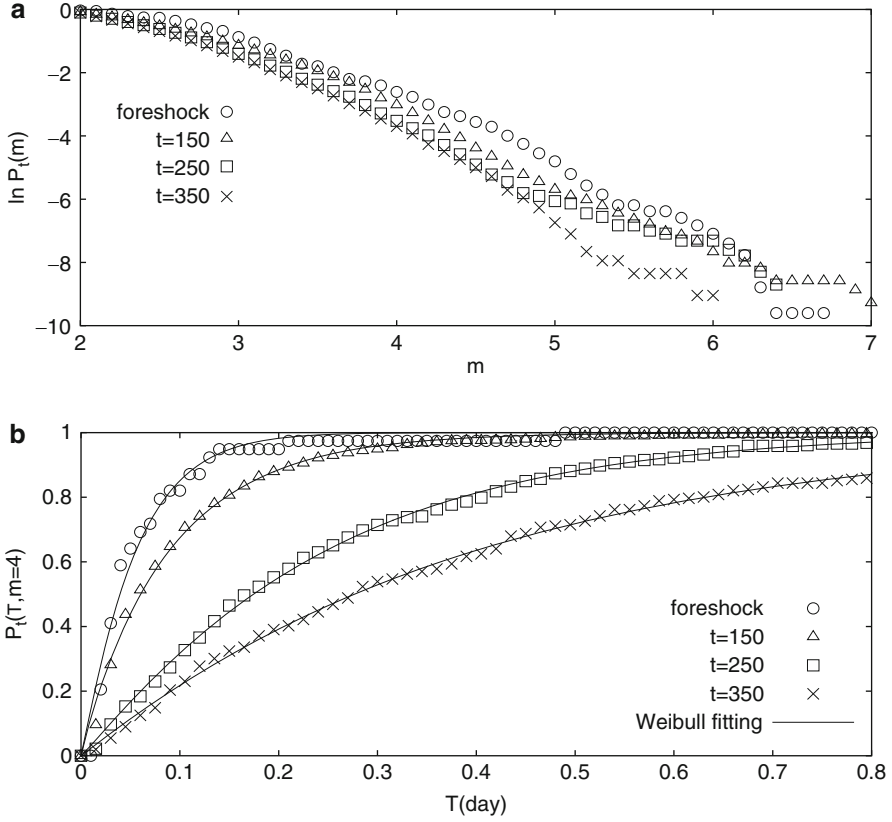 a
0
−2
−4
−6
−8
−10
ln P_t(m)
foreshock
t=150
t=250
t=350
2
3
4
5
6
7
m
b
1
0.8
0.6
0.4
0.2
0
P_t(T,m=4)
foreshock
t=150
t=250
t=350
Weibull fitting
0
0.1
0.2
0.3
0.4
0.5
0.6
0.7
0.8
T(day)